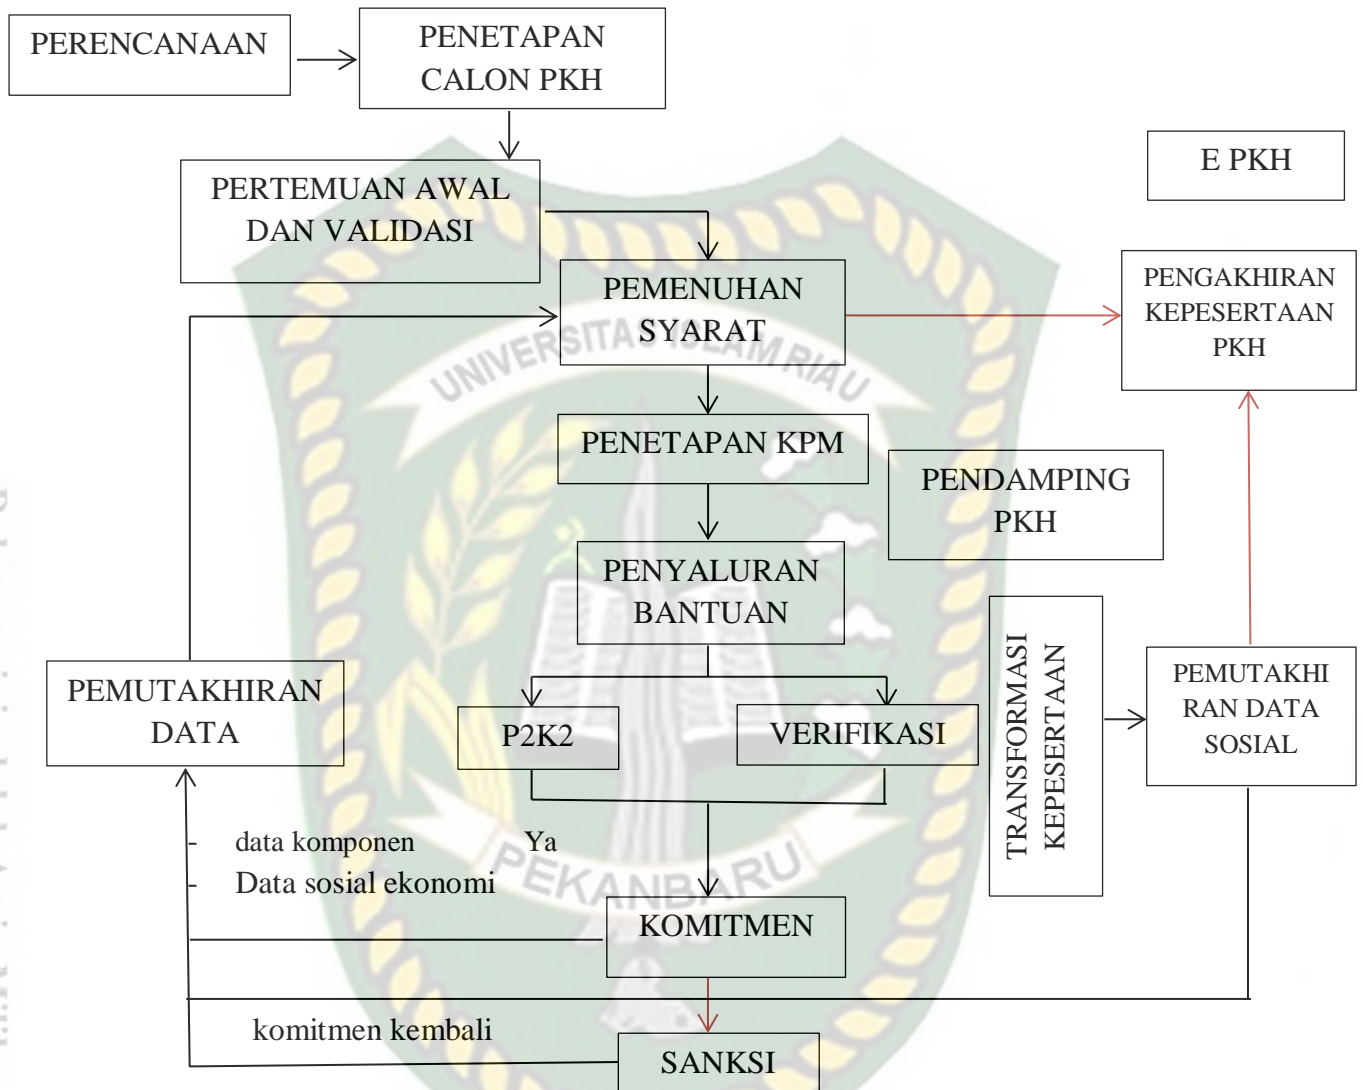 PERENCANAAN
PENETAPAN
CALON PKH
E PKH
PERTEMUAN AWAL
DAN VALIDASI
PEMENUHAN
SYARAT
PENGAKHIRAN
KEPESERTAAN
PKH
UNIVERSITAS ISLAM RIAU
PENETAPAN KPM
PENDAMPING
PKH
PENYALURAN
BANTUAN
TRANSFORMASI
KEPESERTAAN
PEMUTAKHI
RAN DATA
SOSIAL
PEMUTAKHIRAN
DATA
P2K2
VERIFIKASI
- data komponen Ya
- Data sosial ekonomi
PEKANBARU
KOMITMEN
komitmen kembali
SANKSI